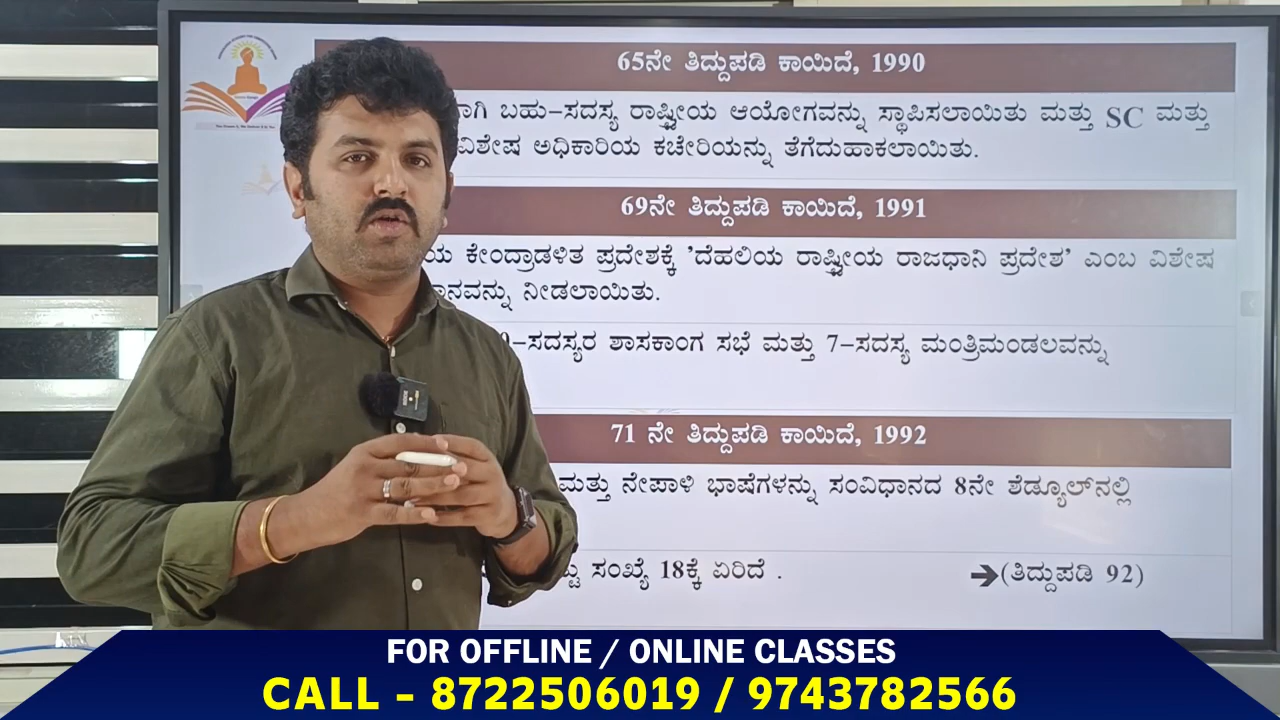 65ನೇ ತಿದ್ದುಪಡಿ ಕಾಯಿದೆ, 1990
ಬಹು–ಸದಸ್ಯ ರಾಷ್ಟ್ರೀಯ ಆಯೋಗವನ್ನು ಸ್ಥಾಪಿಸಲಾಯಿತು ಮತ್ತು SC ಮತ್ತು
ವಿಶೇಷ ಅಧಿಕಾರಿಯ ಕಚೇರಿಯನ್ನು ತೆಗೆದುಹಾಕಲಾಯಿತು.
69ನೇ ತಿದ್ದುಪಡಿ ಕಾಯಿದೆ, 1991
ಕೇಂದ್ರಾಡಳಿತ ಪ್ರದೇಶಕ್ಕೆ 'ದೆಹಲಿಯ ರಾಷ್ಟ್ರೀಯ ರಾಜಧಾನಿ ಪ್ರದೇಶ' ಎಂಬ ವಿಶೇಷ
ನೀಡಲಾಯಿತು.
–ಸದಸ್ಯರ ಶಾಸಕಾಂಗ ಸಭೆ ಮತ್ತು 7–ಸದಸ್ಯ ಮಂತ್ರಿಮಂಡಲವನ್ನು
71 ನೇ ತಿದ್ದುಪಡಿ ಕಾಯಿದೆ, 1992
ಮತ್ತು ನೇಪಾಳಿ ಭಾಷೆಗಳನ್ನು ಸಂವಿಧಾನದ 8ನೇ ಶೆಡ್ಯೂಲ್‌ನಲ್ಲಿ
ಸಂಖ್ಯೆ 18ಕ್ಕೆ ಏರಿದೆ . ➔(ತಿದ್ದುಪಡಿ 92)
FOR OFFLINE / ONLINE CLASSES
CALL – 8722506019 / 9743782566